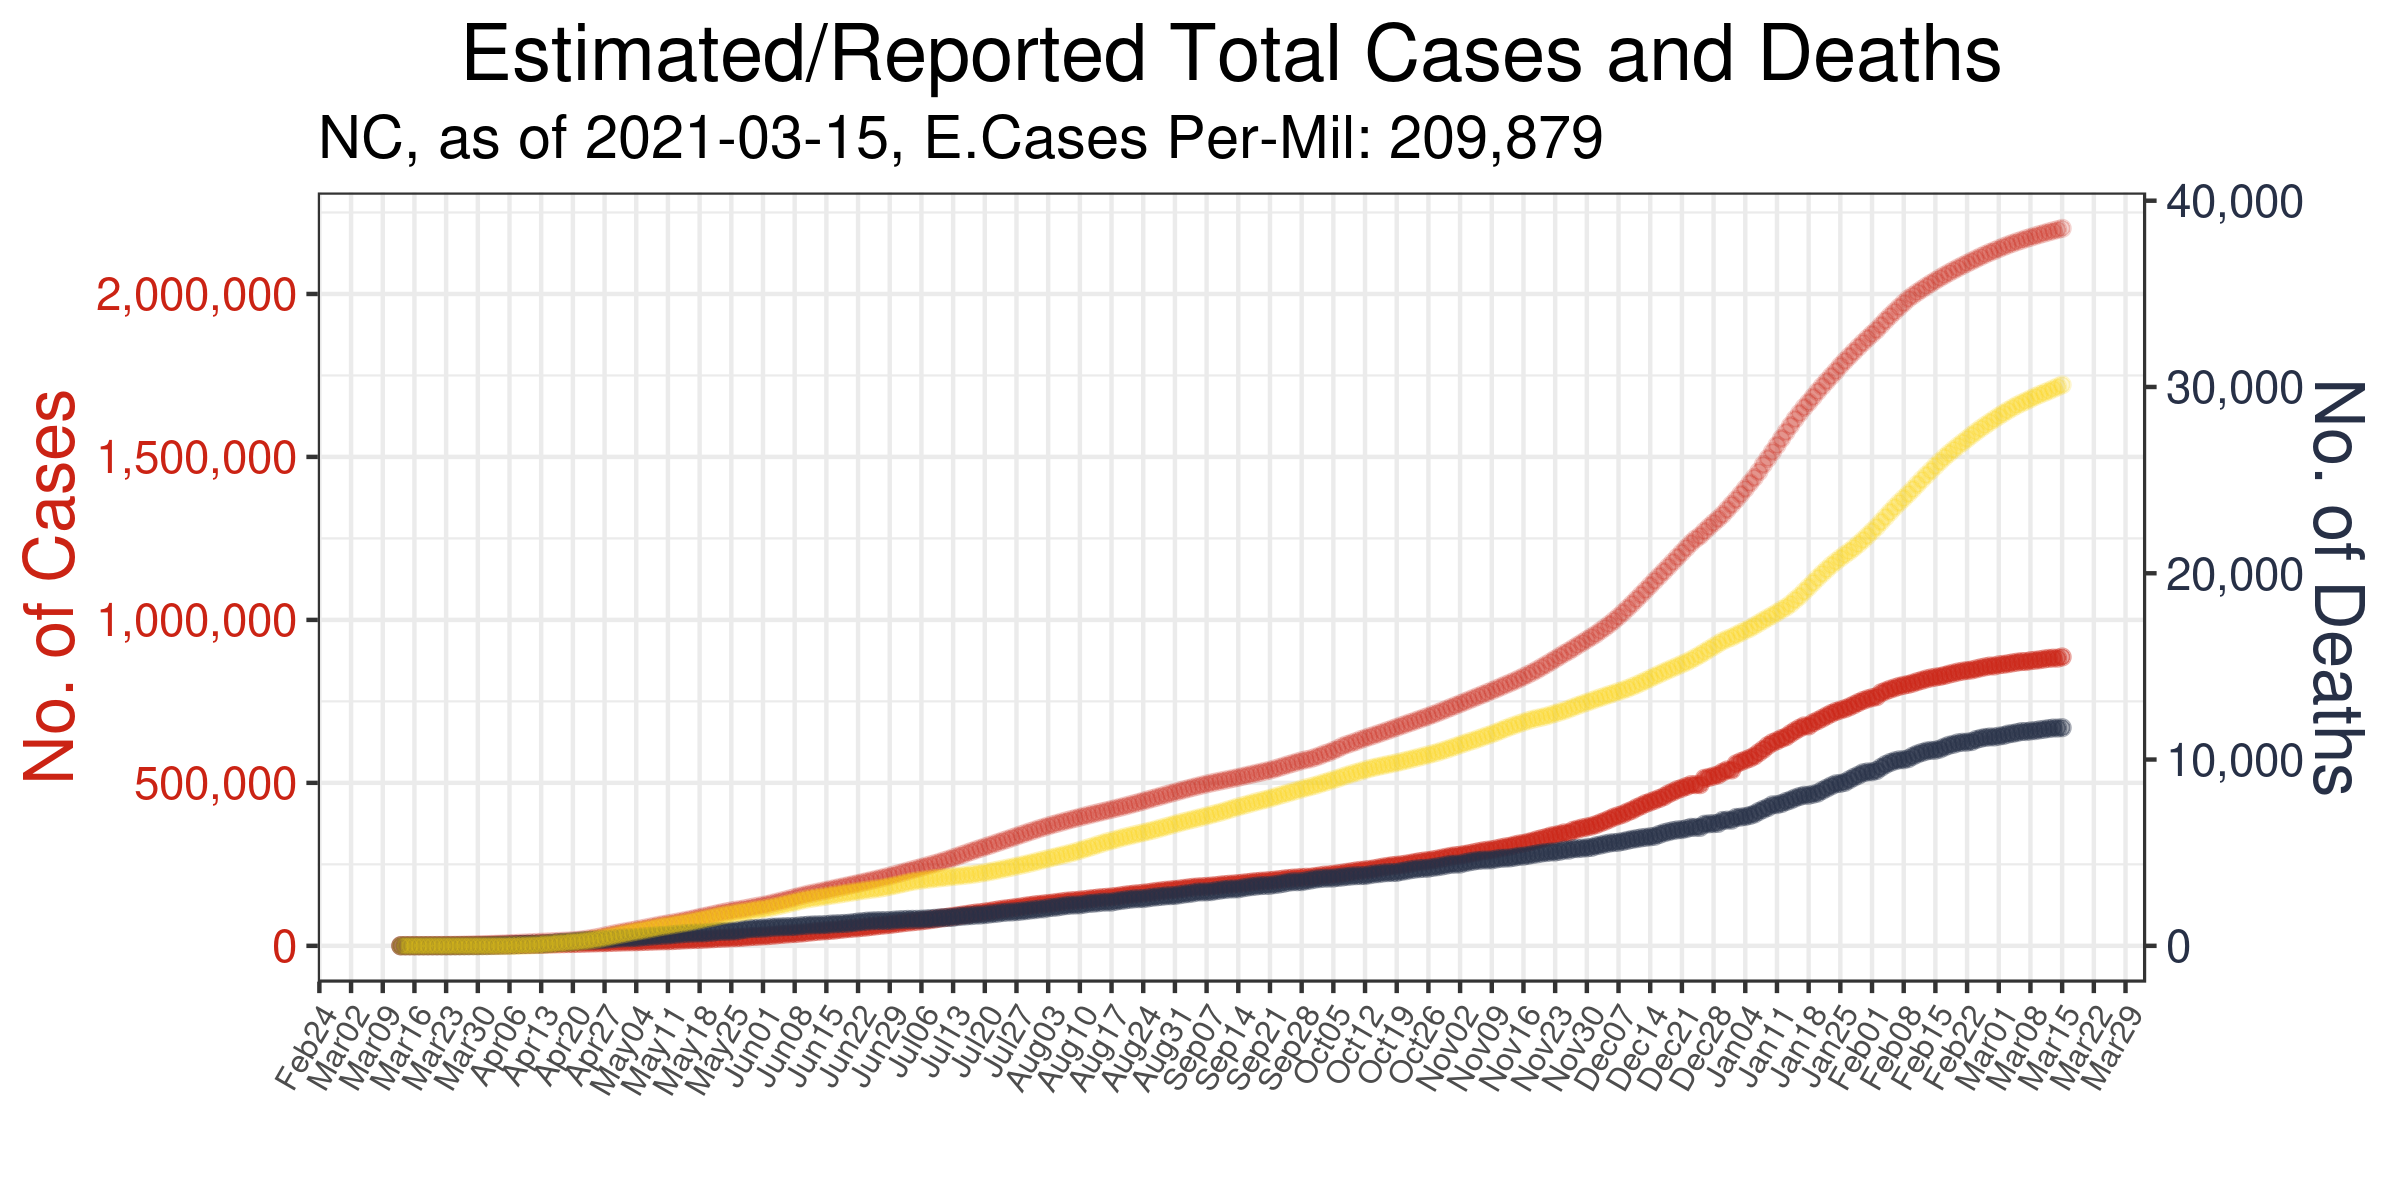 Estimated/Reported Total Cases and Deaths
NC, as of 2021-03-15, E.Cases Per-Mil: 209,879
No. of Cases
2,000,000
1,500,000
1,000,000
500,000
0
40,000
30,000
20,000
10,000
0
No. of Deaths
Feb24
Mar02
Mar09
Mar16
Mar23
Mar30
Apr06
Apr13
Apr20
Apr27
May04
May11
May18
May25
Jun01
Jun08
Jun15
Jun22
Jun29
Jul06
Jul13
Jul20
Jul27
Aug03
Aug10
Aug17
Aug24
Aug31
Sep07
Sep14
Sep21
Sep28
Oct05
Oct12
Oct19
Oct26
Nov02
Nov09
Nov16
Nov23
Nov30
Dec07
Dec14
Dec21
Dec28
Jan04
Jan11
Jan18
Jan25
Feb01
Feb08
Feb15
Feb22
Mar01
Mar08
Mar15
Mar22
Mar29